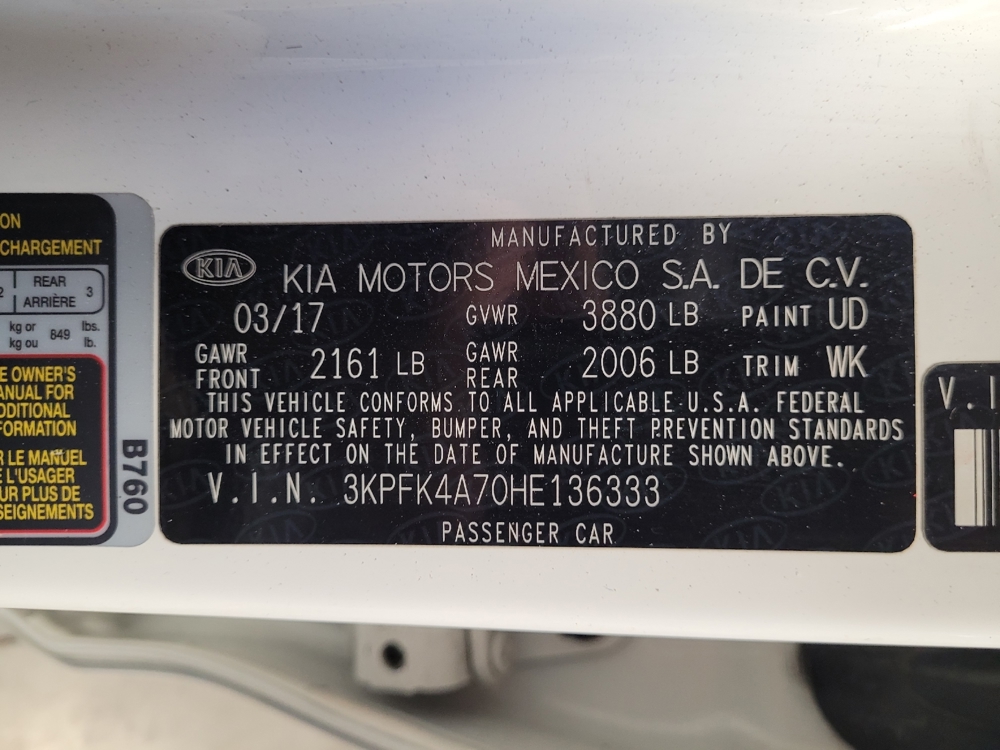 ON
CHARGEMENT
2 REAR ARRIÈRE 3
kg or kg ou 849 lbs. lb.
E OWNER'S
ANUAL FOR
DDITIONAL
FORMATION
R LE MANUEL
E L'USAGER
UR PLUS DE
SEIGNEMENTS
B760
MANUFACTURED BY
KIA KIA MOTORS MEXICO S.A. DE C.V.
03/17 GVWR 3880 LB PAINT UD
GAWR FRONT 2161 LB GAWR REAR 2006 LB TRIM WK
THIS VEHICLE CONFORMS TO ALL APPLICABLE U.S.A. FEDERAL
MOTOR VEHICLE SAFETY, BUMPER, AND THEFT PREVENTION STANDARDS
IN EFFECT ON THE DATE OF MANUFACTURE SHOWN ABOVE.
V.I.N. 3KPFK4A70HE136333
PASSENGER CAR
V.I